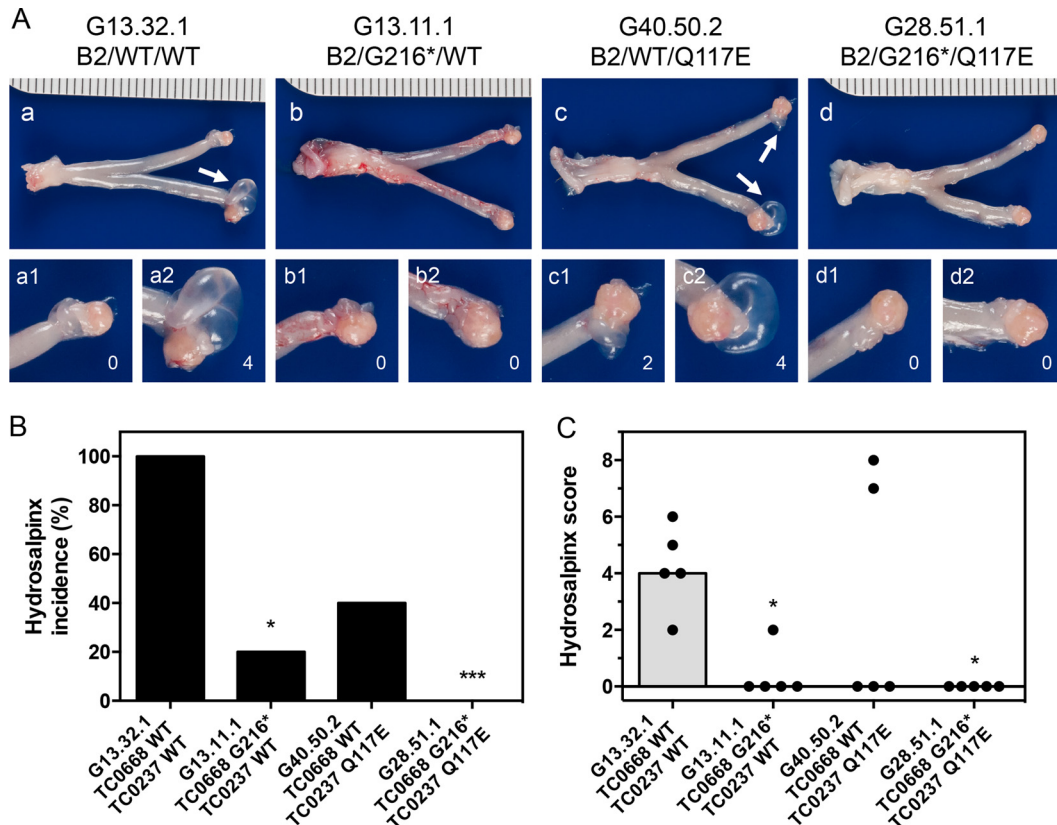 A
G13.32.1
B2/WT/WT
G13.11.1
B2/G216*/WT
G40.50.2
B2/WT/Q117E
G28.51.1
B2/G216*/Q117E
a
b
c
d
a1
0
a2
4
b1
0
b2
0
c1
2
c2
4
d1
0
d2
0
B
Hydrosalpinx
incidence (%)
100
80
60
40
20
0
*
***
G13.32.1
TC0668 WT
TC0237 WT
G13.11.1
TC0668 G216*
TC0237 WT
G40.50.2
TC0668 WT
TC0237 Q117E
G28.51.1
TC0668 G216*
TC0237 Q117E
C
Hydrosalpinx score
8
6
4
2
0
*
*
G13.32.1
TC0668 WT
TC0237 WT
G13.11.1
TC0668 G216*
TC0237 WT
G40.50.2
TC0668 WT
TC0237 Q117E
G28.51.1
TC0668 G216*
TC0237 Q117E